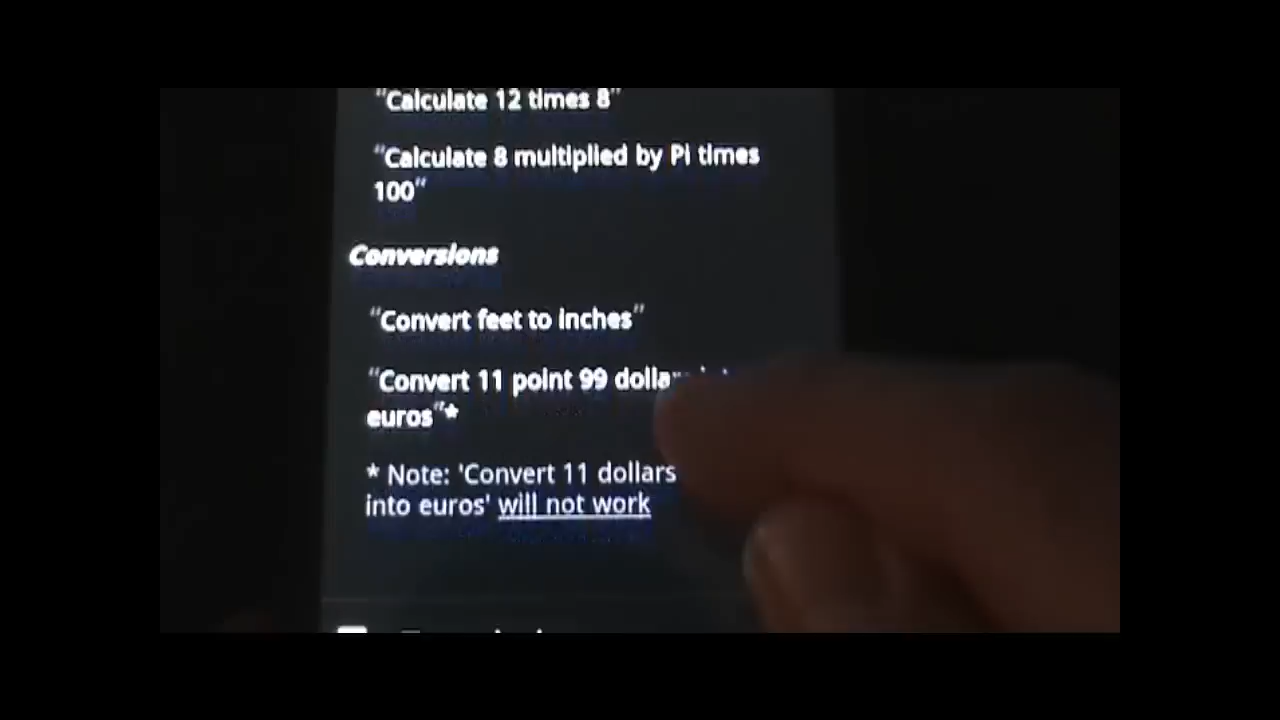 "Calculate 12 times 8"
"Calculate 8 multiplied by Pi times
100"
Conversions
"Convert feet to inches"
"Convert 11 point 99
euros"*
* Note: 'Convert 11 dollars
into euros' will not work